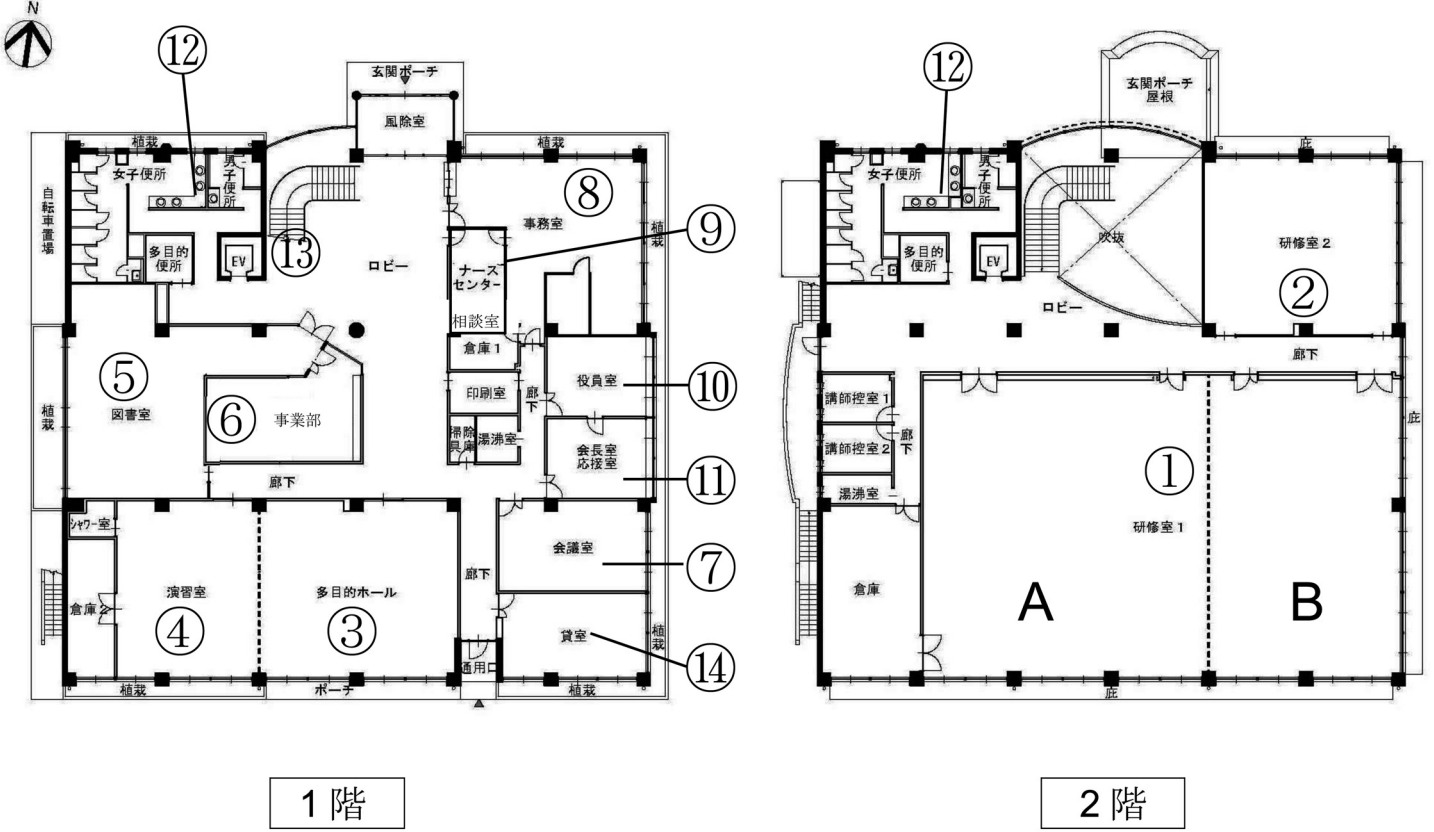 N
⑫
玄関ポーチ
風除室
植栽
植栽
女子便所
男子便所
自転車置場
多目的
便所
EV
⑬
ロビー
⑧
事務室
植栽
⑨
ナース
センター
相談室
倉庫1
⑤
図書室
植栽
⑥
事業部
印刷室
廊下
役員室
⑩
掃除
具庫
湯沸室
会長室
応接室
⑪
廊下
シャワー室
演習室
④
倉庫2
多目的ホール
③
廊下
会議室
⑦
貸室
⑭
植栽
通用口
植栽
ポーチ
植栽
1階
⑫
玄関ポーチ
屋根
庇
女子便所
男子便所
多目的
便所
EV
吹抜
研修室2
②
ロビー
廊下
講師控室1
講師控室2
廊下
湯沸室
倉庫
①
研修室1
A
B
庇
庇
2階